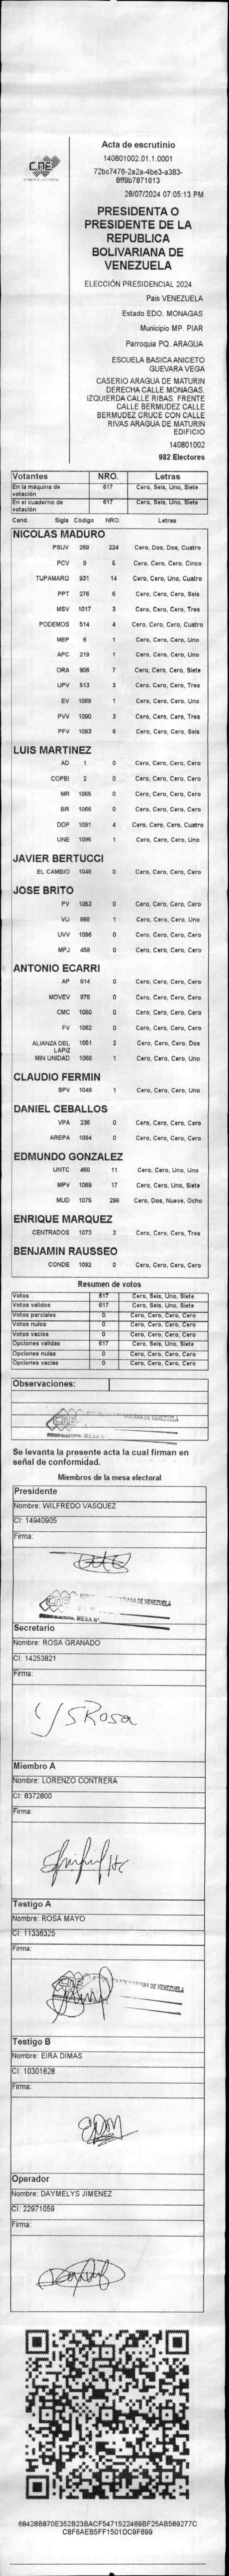 CNE
Acta de escrutinio
140801002.01.1.0001
72bc7476-2a2a-4be3-a383-
8ff9b7871613
28/07/2024 07:05:13 PM
PRESIDENTA O
PRESIDENTE DE LA
REPUBLICA
BOLIVARIANA DE
VENEZUELA
ELECCIÓN PRESIDENCIAL 2024
País VENEZUELA
Estado EDO. MONAGAS
Municipio MP. PIAR
Parroquia PQ. ARAGUA
ESCUELA BASICA ANICETO
GUEVARA VEGA
CASERIO ARAGUA DE MATURIN
DERECHA CALLE MONAGAS.
IZQUIERDA CALLE RIBAS. FRENTE
CALLE BERMUDEZ CALLE
BERMUDEZ CRUCE CON CALLE
RIVAS ARAGUA DE MATURIN
EDIFICIO
140801002
982 Electores
Votantes NRO. Letras
En la máquina de votación 617 Cero, Seis, Uno, Siete
En el cuaderno de votación 617 Cero, Seis, Uno, Siete
Cand. Sigla Código NRO. Letras
NICOLAS MADURO
PSUV 269 224 Cero, Dos, Dos, Cuatro
PCV 9 5 Cero, Cero, Cero, Cinco
TUPAMARO 931 14 Cero, Cero, Uno, Cuatro
PPT 276 6 Cero, Cero, Cero, Seis
MSV 1017 3 Cero, Cero, Cero, Tres
PODEMOS 514 4 Cero, Cero, Cero, Cuatro
MEP 6 1 Cero, Cero, Cero, Uno
APC 219 1 Cero, Cero, Cero, Uno
ORA 906 7 Cero, Cero, Cero, Siete
UPV 513 3 Cero, Cero, Cero, Tres
EV 1089 1 Cero, Cero, Cero, Uno
PVV 1090 3 Cero, Cero, Cero, Tres
PFV 1093 6 Cero, Cero, Cero, Seis
LUIS MARTINEZ
AD 1 0 Cero, Cero, Cero, Cero
COPEI 2 0 Cero, Cero, Cero, Cero
MR 1065 0 Cero, Cero, Cero, Cero
BR 1066 0 Cero, Cero, Cero, Cero
DDP 1091 4 Cero, Cero, Cero, Cuatro
UNE 1095 1 Cero, Cero, Cero, Uno
JAVIER BERTUCCI
EL CAMBIO 1048 0 Cero, Cero, Cero, Cero
JOSE BRITO
PV 1053 0 Cero, Cero, Cero, Cero
VU 968 1 Cero, Cero, Cero, Uno
UVV 1096 0 Cero, Cero, Cero, Cero
MPJ 458 0 Cero, Cero, Cero, Cero
ANTONIO ECARRI
AP 914 0 Cero, Cero, Cero, Cero
MOVEV 979 0 Cero, Cero, Cero, Cero
CMC 1050 0 Cero, Cero, Cero, Cero
FV 1062 0 Cero, Cero, Cero, Cero
ALIANZA DEL LAPIZ 1051 2 Cero, Cero, Cero, Dos
MIN UNIDAD 1068 1 Cero, Cero, Cero, Uno
CLAUDIO FERMIN
SPV 1049 1 Cero, Cero, Cero, Uno
DANIEL CEBALLOS
VPA 236 0 Cero, Cero, Cero, Cero
AREPA 1094 0 Cero, Cero, Cero, Cero
EDMUNDO GONZALEZ
UNTC 460 11 Cero, Cero, Uno, Uno
MPV 1069 17 Cero, Cero, Uno, Siete
MUD 1075 298 Cero, Dos, Nueve, Ocho
ENRIQUE MARQUEZ
CENTRADOS 1073 3 Cero, Cero, Cero, Tres
BENJAMIN RAUSSEO
CONDE 1092 0 Cero, Cero, Cero, Cero
Resumen de votos
Votos 617 Cero, Seis, Uno, Siete
Votos validos 617 Cero, Seis, Uno, Siete
Votos parciales 0 Cero, Cero, Cero, Cero
Votos nulos 0 Cero, Cero, Cero, Cero
Votos vacios 0 Cero, Cero, Cero, Cero
Opciones validas 617 Cero, Seis, Uno, Siete
Opciones nulas 0 Cero, Cero, Cero, Cero
Opciones vacias 0 Cero, Cero, Cero, Cero
Observaciones:
Se levanta la presente acta la cual firman en
señal de conformidad.
Miembros de la mesa electoral
Presidente
Nombre: WILFREDO VASQUEZ
CI: 14940905
Firma:
Secretario
Nombre: ROSA GRANADO
CI: 14253821
Firma:
Rosa
Miembro A
Nombre: LORENZO CONTRERA
CI: 8372800
Firma:
Testigo A
Nombre: ROSA MAYO
CI: 11336325
Firma:
Testigo B
Nombre: EIRA DIMAS
CI: 10301628
Firma:
Operador
Nombre: DAYMELYS JIMENEZ
CI: 22971059
Firma:
68428B870E352B23BACF5471522469BF25AB589277C
C8F6AEB5FF1501DC9F699